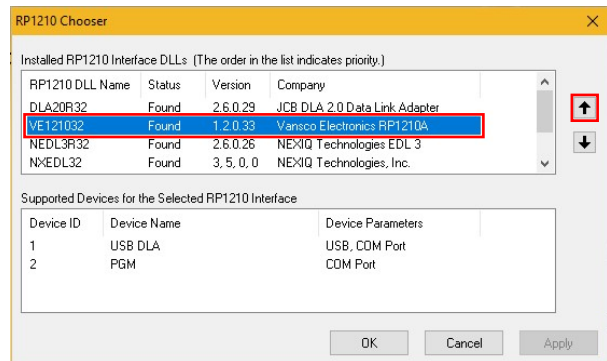 RP1210 Chooser
Installed RP1210 Interface DLLs (The order in the list indicates priority.)
RP1210 DLL Name Status Version Company
DLA20R32 Found 2.6.0.29 JCB DLA 2.0 Data Link Adapter
VE121032 Found 1.2.0.33 Vansco Electronics RP1210A
NEDL3R32 Found 2.6.0.26 NEXIQ Technologies EDL 3
NXEDL32 Found 3, 5, 0, 0 NEXIQ Technologies, Inc.
Supported Devices for the Selected RP1210 Interface
Device ID Device Name Device Parameters
1 USB DLA USB, COM Port
2 PGM COM Port
OK Cancel Apply